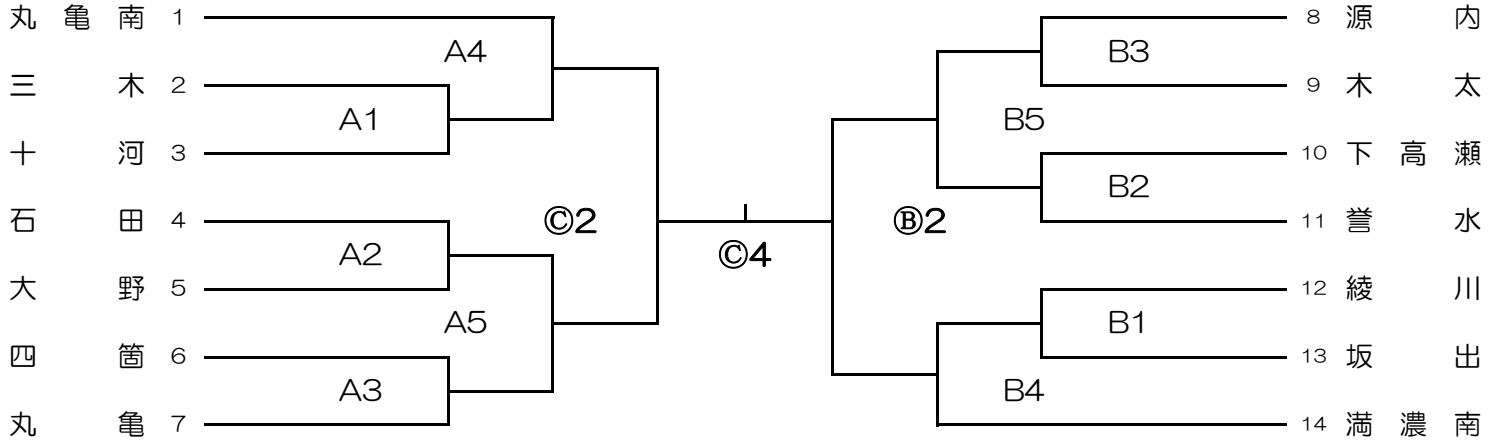 丸亀南 1
8 源内
A4
B3
三木 2
9 木太
A1
B5
十河 3
10 下高瀬
B2
石田 4
Ⓒ2
Ⓑ2
11 誉水
A2
Ⓒ4
大野 5
12 綾川
A5
B1
四箇 6
13 坂出
A3
B4
丸亀 7
14 満濃南